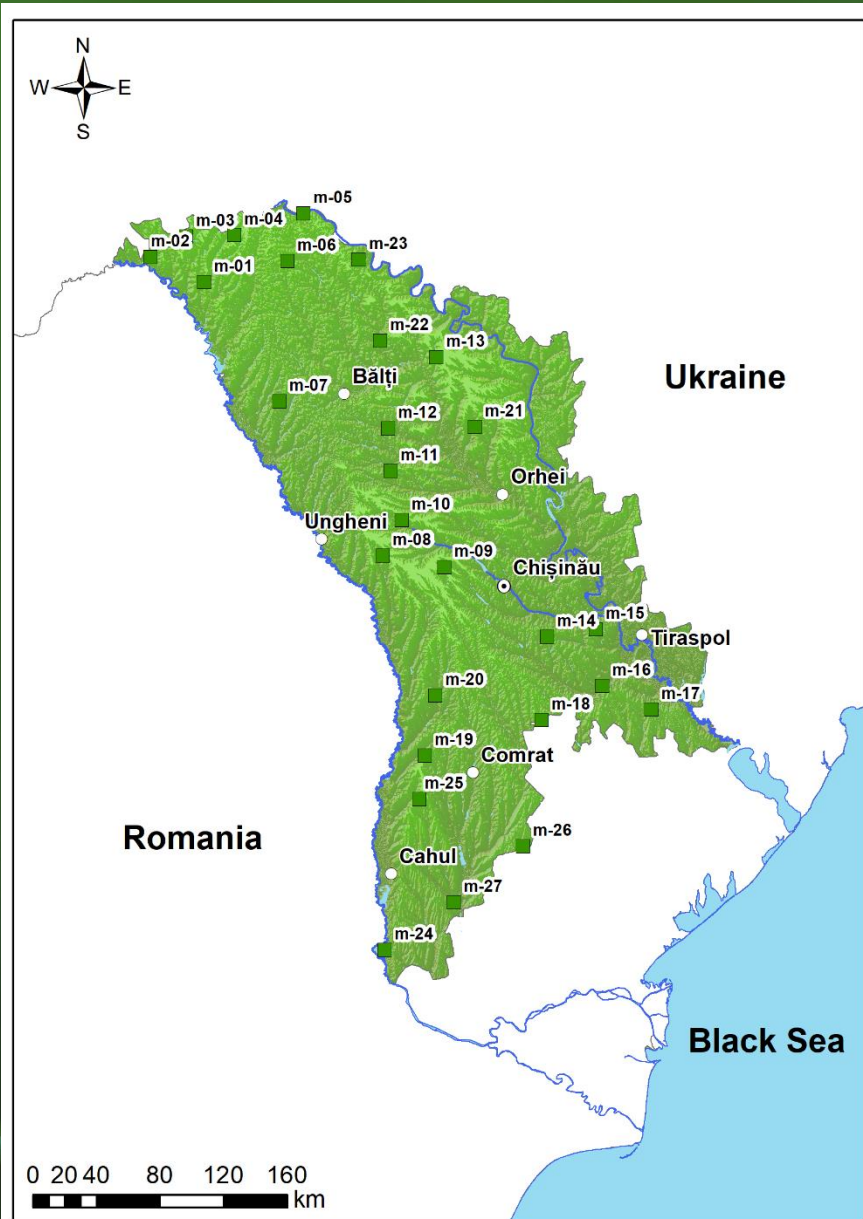 N
W E
S
m-05
m-03 m-04
m-02
m-06 m-23
m-01
m-22
m-13
Ukraine
Bălți
m-07
m-12 m-21
m-11
Orhei
m-10
Ungheni
m-08
m-09
Chișinău
m-14 m-15
Tiraspol
m-16
m-20
m-17
m-18
m-19
Comrat
m-25
Romania
m-26
Cahul
m-27
m-24
Black Sea
0 20 40 80 120 160
km